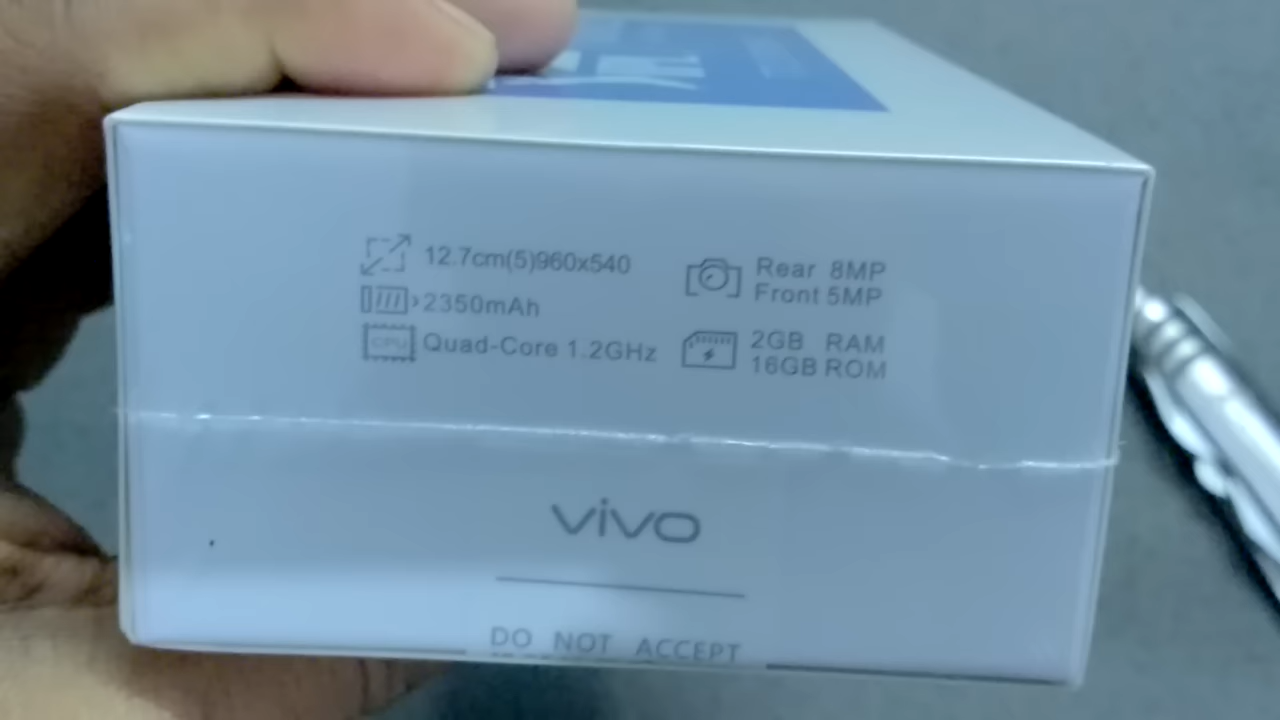 12.7cm(5)960x540
2350mAh
CPU
Quad-Core 1.2GHz
Rear 8MP
Front 5MP
2GB RAM
16GB ROM
vivo
DO NOT ACCEPT